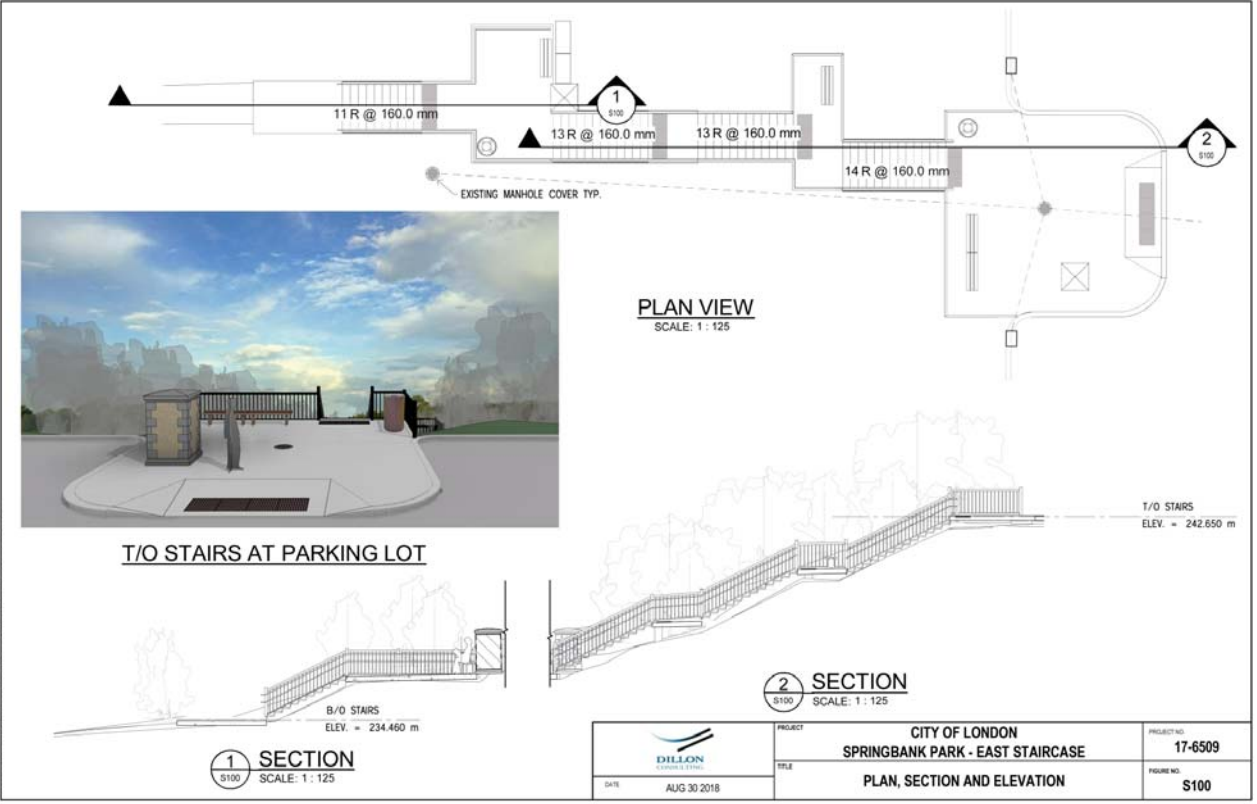 1
S100
11 R @ 160.0 mm
13 R @ 160.0 mm
13 R @ 160.0 mm
2
S100
14 R @ 160.0 mm
EXISTING MANHOLE COVER TYP.
PLAN VIEW
SCALE: 1 : 125
T/O STAIRS AT PARKING LOT
T/O STAIRS
ELEV. = 242.650 m
B/O STAIRS
ELEV. = 234.460 m
1
S100
SECTION
SCALE: 1 : 125
2
S100
SECTION
SCALE: 1 : 125
DILLON
CONSULTING
DATE
AUG 30 2018
PROJECT
CITY OF LONDON
SPRINGBANK PARK - EAST STAIRCASE
TITLE
PLAN, SECTION AND ELEVATION
PROJECT NO.
17-6509
FIGURE NO.
S100